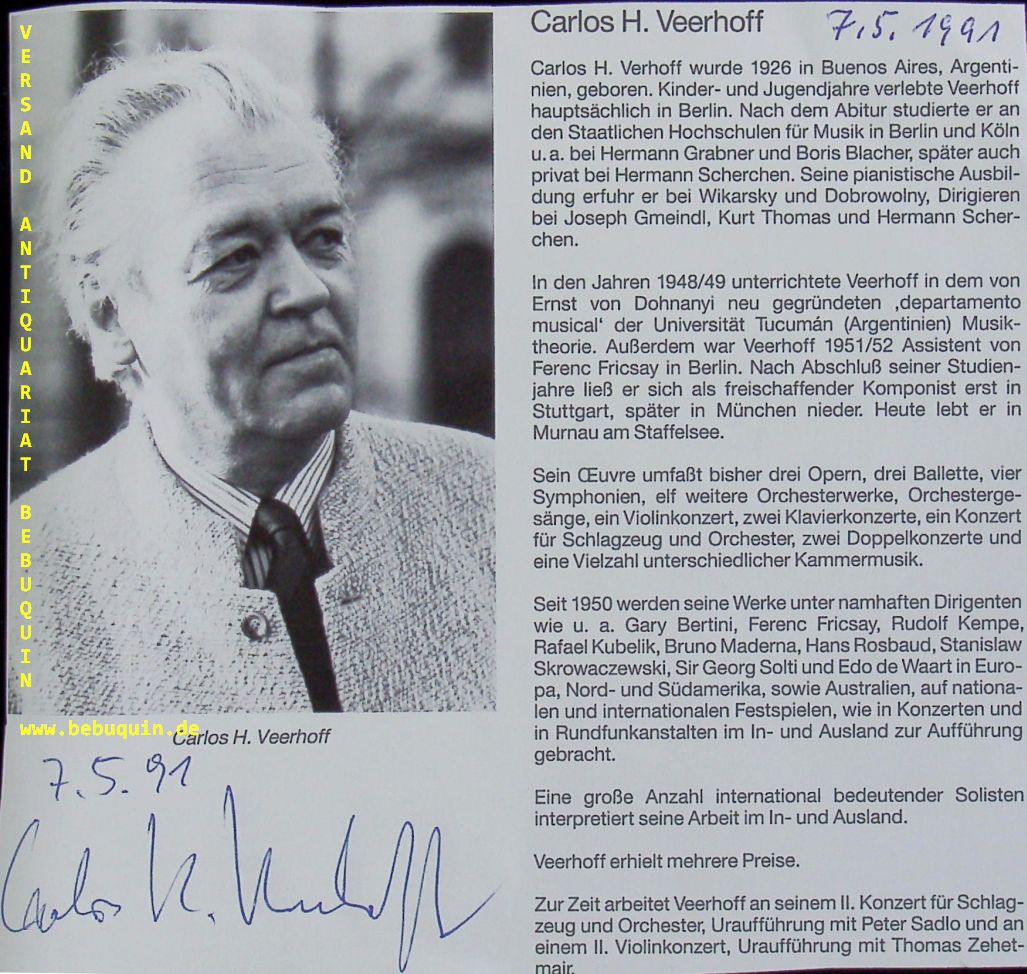 VERSAND ANTIQUARIAT BEBUQUIN
www.bebuquin.de
Carlos H. Veerhoff
7.5.91
Carlos H. Veerhoff
Carlos H. Veerhoff
7.5.1991
Carlos H. Verhoff wurde 1926 in Buenos Aires, Argenti-
nien, geboren. Kinder- und Jugendjahre verlebte Veerhoff
hauptsächlich in Berlin. Nach dem Abitur studierte er an
den Staatlichen Hochschulen für Musik in Berlin und Köln
u. a. bei Hermann Grabner und Boris Blacher, später auch
privat bei Hermann Scherchen. Seine pianistische Ausbil-
dung erfuhr er bei Wikarsky und Dobrowolny, Dirigieren
bei Joseph Gmeindl, Kurt Thomas und Hermann Scher-
chen.
In den Jahren 1948/49 unterrichtete Veerhoff in dem von
Ernst von Dohnanyi neu gegründeten ‚departamento
musical‘ der Universität Tucumán (Argentinien) Musik-
theorie. Außerdem war Veerhoff 1951/52 Assistent von
Ferenc Fricsay in Berlin. Nach Abschluß seiner Studien-
jahre ließ er sich als freischaffender Komponist erst in
Stuttgart, später in München nieder. Heute lebt er in
Murnau am Staffelsee.
Sein Œuvre umfaßt bisher drei Opern, drei Ballette, vier
Symphonien, elf weitere Orchesterwerke, Orchesterge-
sänge, ein Violinkonzert, zwei Klavierkonzerte, ein Konzert
für Schlagzeug und Orchester, zwei Doppelkonzerte und
eine Vielzahl unterschiedlicher Kammermusik.
Seit 1950 werden seine Werke unter namhaften Dirigenten
wie u. a. Gary Bertini, Ferenc Fricsay, Rudolf Kempe,
Rafael Kubelik, Bruno Maderna, Hans Rosbaud, Stanislaw
Skrowaczewski, Sir Georg Solti und Edo de Waart in Euro-
pa, Nord- und Südamerika, sowie Australien, auf nationa-
len und internationalen Festspielen, wie in Konzerten und
in Rundfunkanstalten im In- und Ausland zur Aufführung
gebracht.
Eine große Anzahl international bedeutender Solisten
interpretiert seine Arbeit im In- und Ausland.
Veerhoff erhielt mehrere Preise.
Zur Zeit arbeitet Veerhoff an seinem II. Konzert für Schlag-
zeug und Orchester, Uraufführung mit Peter Sadlo und an
einem II. Violinkonzert, Uraufführung mit Thomas Zehet-
mair.